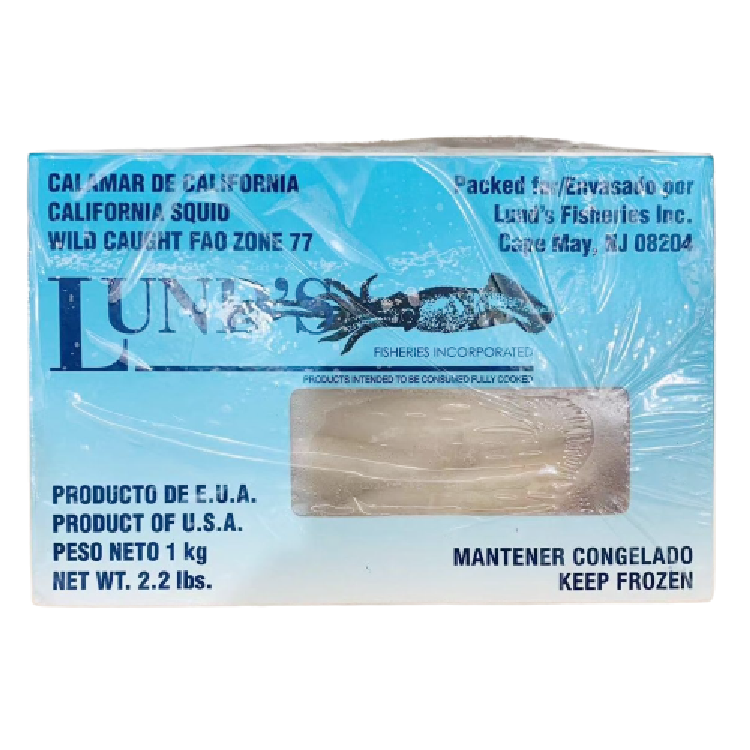 CALAMAR DE CALIFORNIA
CALIFORNIA SQUID
WILD CAUGHT FAO ZONE 77
Packed for/Envasado por
Lund's Fisheries Inc.
Cape May, NJ 08204
LUND'S
FISHERIES INCORPORATED
PRODUCTS INTENDED TO BE CONSUMED FULLY COOKED
PRODUCTO DE E.U.A.
PRODUCT OF U.S.A.
PESO NETO 1 kg
NET WT. 2.2 lbs.
MANTENER CONGELADO
KEEP FROZEN